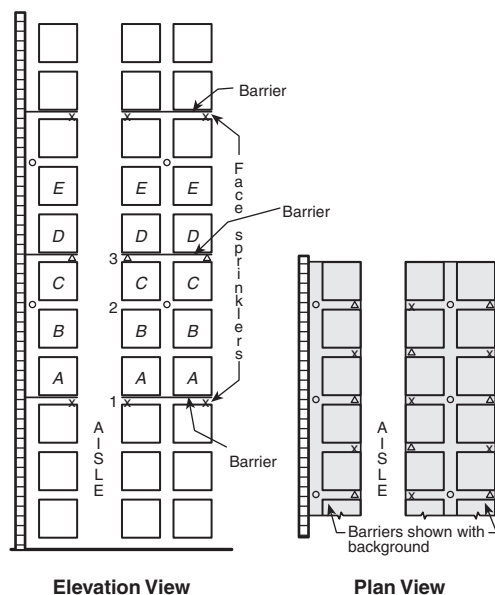 Barrier
Face sprinklers
E
E
E
Barrier
D
D
D
3
C
C
C
2
B
B
B
A
A
A
1
AISLE
Barrier
AISLE
Barriers shown with
background
Elevation View
Plan View